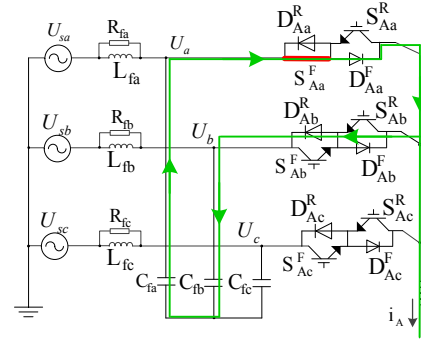 U_sa R_fa L_fa U_a D^R_Aa S^R_Aa S^F_Aa D^F_Aa
U_sb R_fb L_fb U_b D^R_Ab S^R_Ab S^F_Ab D^F_Ab
U_sc R_fc L_fc U_c D^R_Ac S^R_Ac S^F_Ac D^F_Ac
C_fa C_fb C_fc i_A